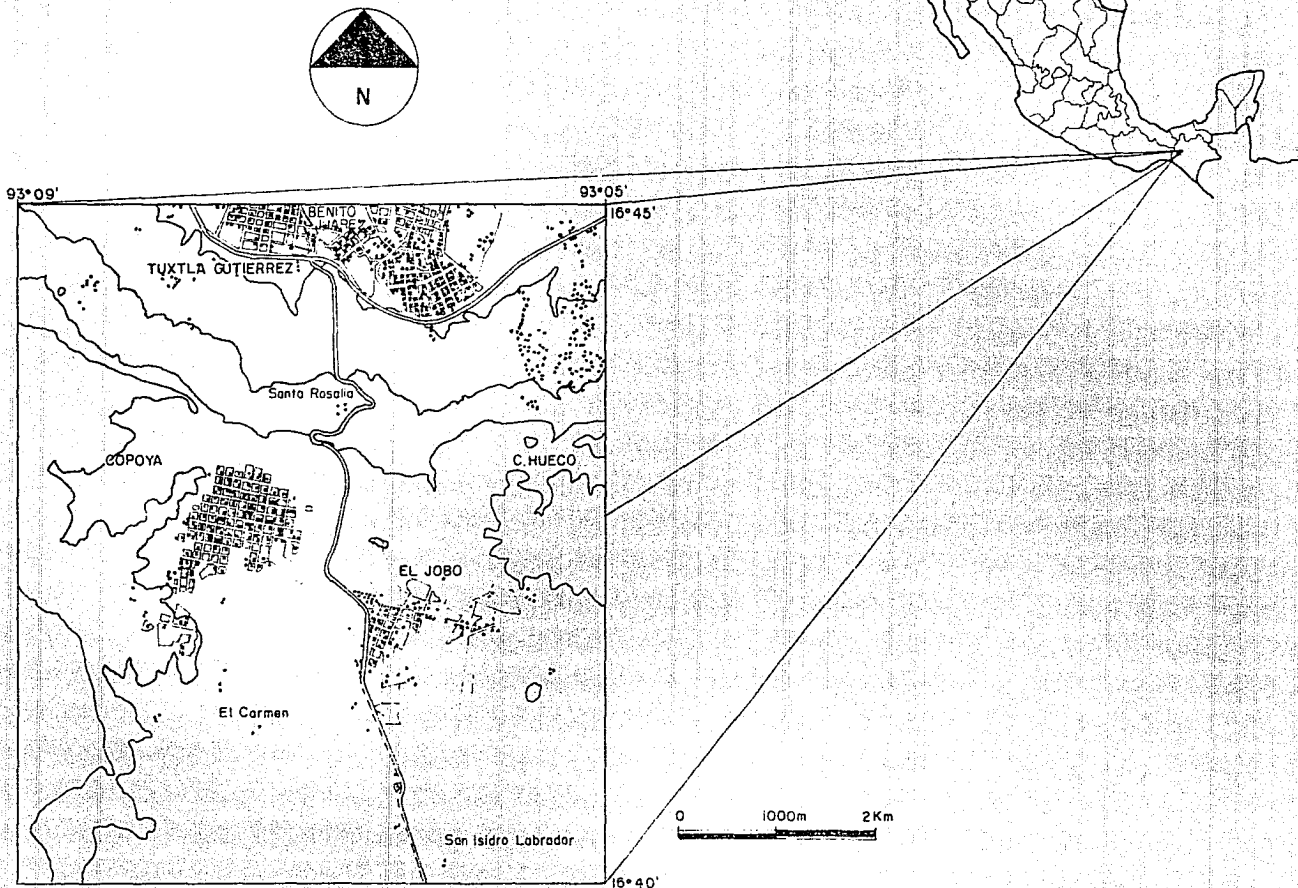 N
93°09'
93°05'
16°45'
BENITO
JUAREZ
TUXTLA GUTIERREZ
Santa Rosalia
COPOYA
C. HUECO
EL JOBO
El Carmen
0 1000m 2Km
San Isidro Labrador
16°40'